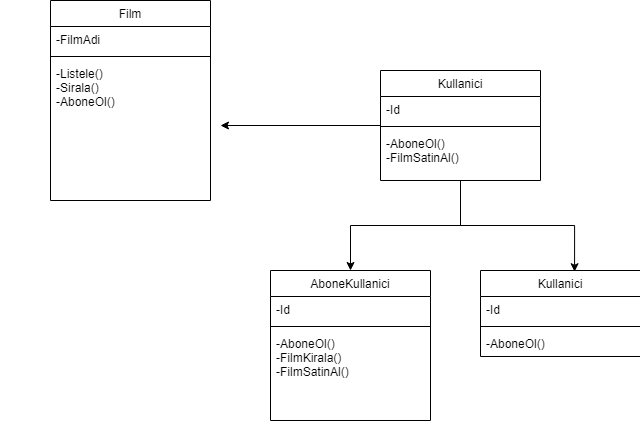 Film
-FilmAdi
-Listele()
-Sirala()
-AboneOl()
Kullanici
-Id
-AboneOl()
-FilmSatinAl()
AboneKullanici
-Id
-AboneOl()
-FilmKirala()
-FilmSatinAl()
Kullanici
-Id
-AboneOl()